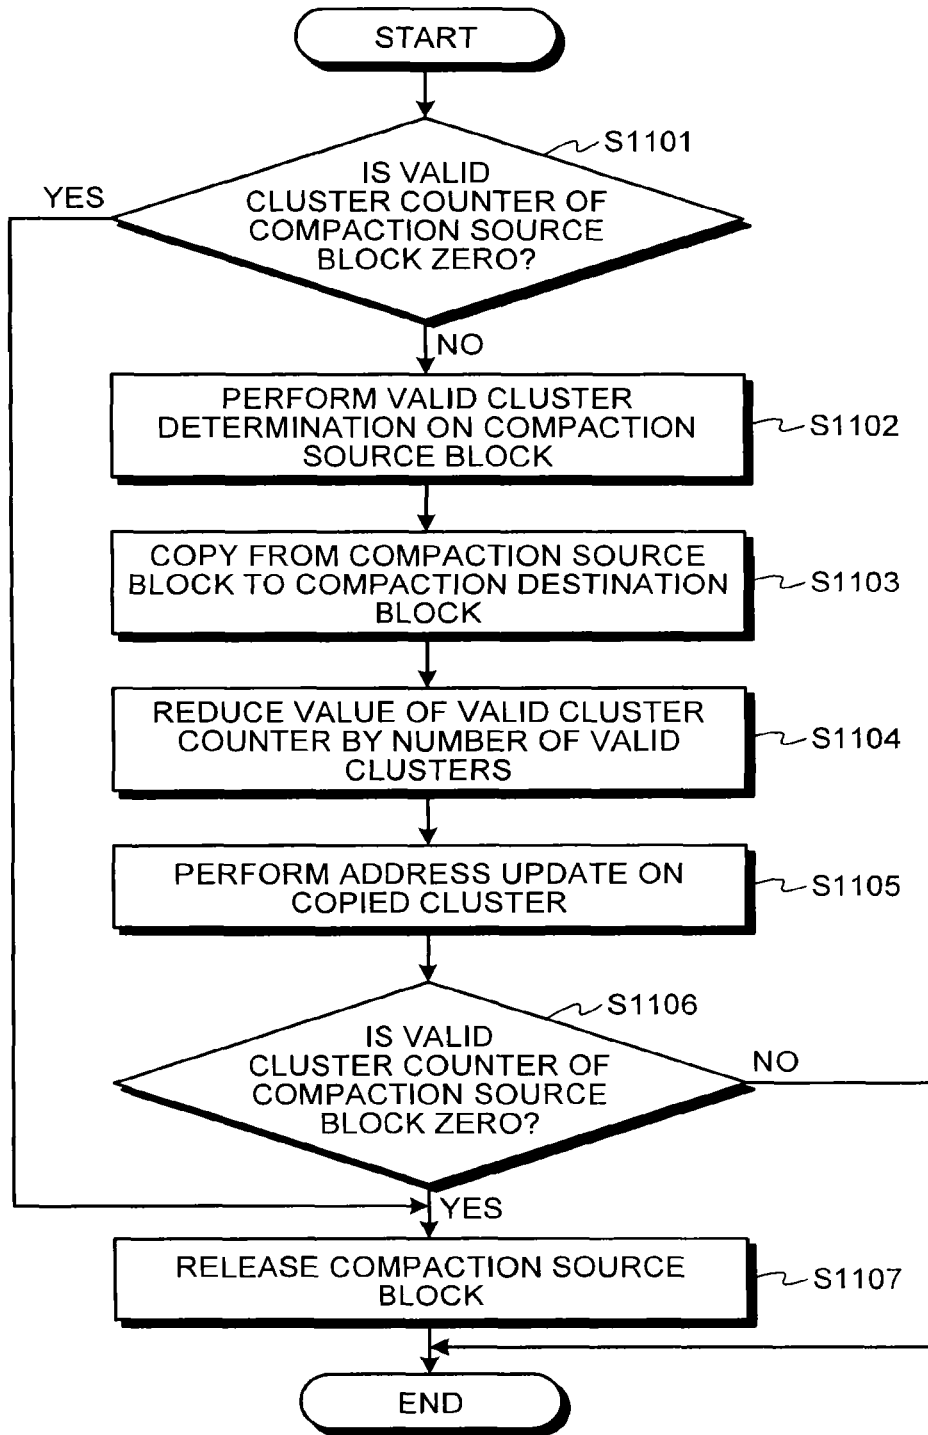 START
S1101
IS VALID
CLUSTER COUNTER OF
COMPACTION SOURCE
BLOCK ZERO?
YES
NO
PERFORM VALID CLUSTER
DETERMINATION ON COMPACTION
SOURCE BLOCK
S1102
COPY FROM COMPACTION SOURCE
BLOCK TO COMPACTION DESTINATION
BLOCK
S1103
REDUCE VALUE OF VALID CLUSTER
COUNTER BY NUMBER OF VALID
CLUSTERS
S1104
PERFORM ADDRESS UPDATE ON
COPIED CLUSTER
S1105
S1106
IS VALID
CLUSTER COUNTER OF
COMPACTION SOURCE
BLOCK ZERO?
NO
YES
RELEASE COMPACTION SOURCE
BLOCK
S1107
END